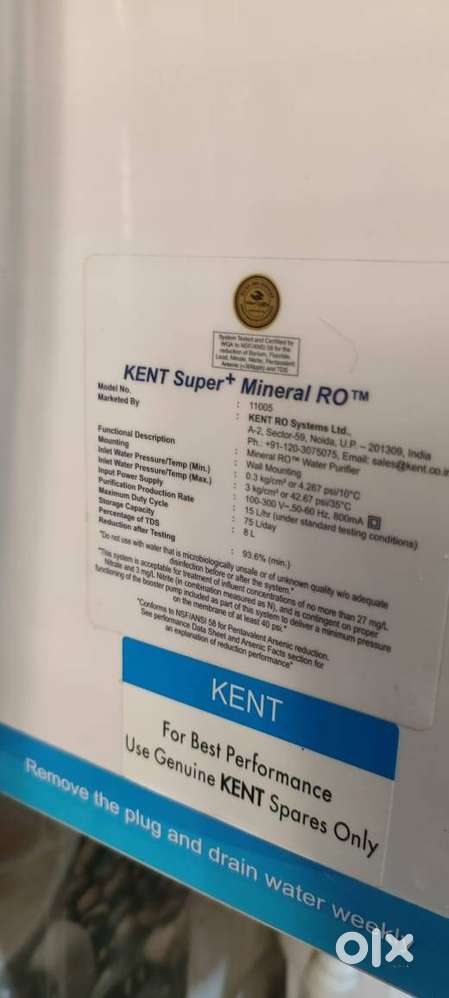 System Tested and Certified by
WQA to NSF/ANSI 58 for the
reduction of Barium, Fluoride,
Lead, Nitrate, Nitrite, Pentavalent
Arsenic (<300ppb) and TDS
KENT Super+ Mineral RO™
Model No. : 11005
Marketed By : KENT RO Systems Ltd.,
A-2, Sector-59, Noida, U.P. – 201309, India
Ph.: +91-120-3075075, Email: sales@kent.co.in
Functional Description : Mineral RO™ Water Purifier
Mounting : Wall Mounting
Inlet Water Pressure/Temp (Min.) : 0.3 kg/cm² or 4.267 psi/10°C
Inlet Water Pressure/Temp (Max.) : 3 kg/cm² or 42.67 psi/35°C
Input Power Supply : 100-300 V~,50-60 Hz, 800mA
Purification Production Rate : 15 L/hr (under standard testing conditions)
Maximum Duty Cycle : 75 L/day
Storage Capacity : 8 L
Percentage of TDS
Reduction after Testing : 93.6% (min.)
"Do not use with water that is microbiologically unsafe or of unknown quality w/o adequate
disinfection before or after the system."
"This system is acceptable for treatment of influent concentrations of no more than 27 mg/L
Nitrate and 3 mg/L Nitrite (in combination measured as N), and is contingent on proper
functioning of the booster pump included as part of this system to deliver a minimum pressure
on the membrane of at least 40 psi."
"Conforms to NSF/ANSI 58 for Pentavalent Arsenic reduction.
See performance Data Sheet and Arsenic Facts section for
an explanation of reduction performance"
KENT
For Best Performance
Use Genuine KENT Spares Only
Remove the plug and drain water weekly
olx